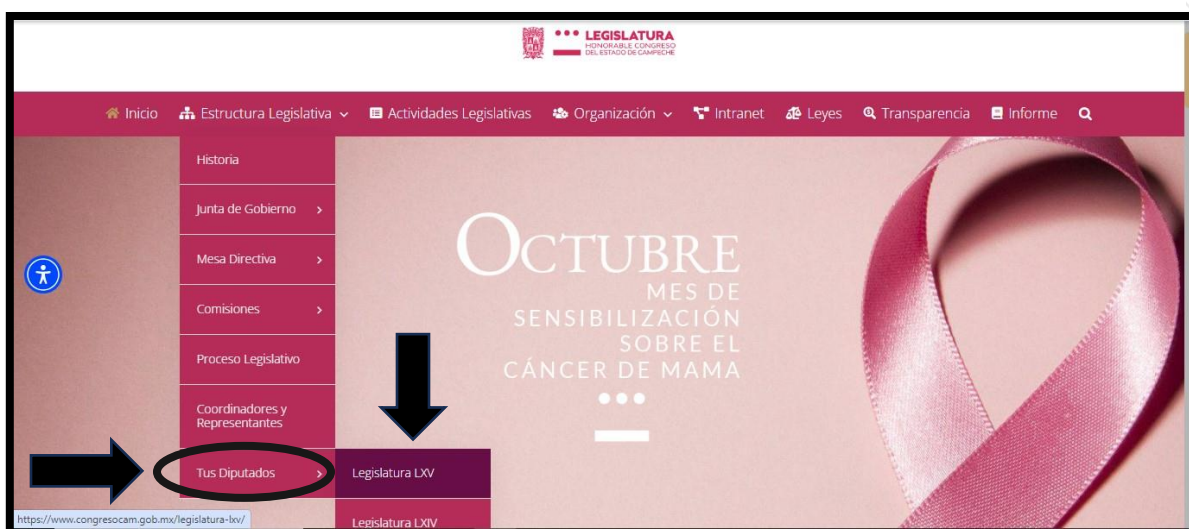 LEGISLATURA
HONORABLE CONGRESO
DEL ESTADO DE CAMPECHE
Inicio Estructura Legislativa Actividades Legislativas Organización Intranet Leyes Transparencia Informe
Historia
Junta de Gobierno
Mesa Directiva
Comisiones
Proceso Legislativo
Coordinadores y
Representantes
Tus Diputados
Legislatura LXV
Legislatura LXIV
OCTUBRE
MES DE
SENSIBILIZACIÓN
SOBRE EL
CÁNCER DE MAMA
https://www.congresocam.gob.mx/legislatura-lxv/